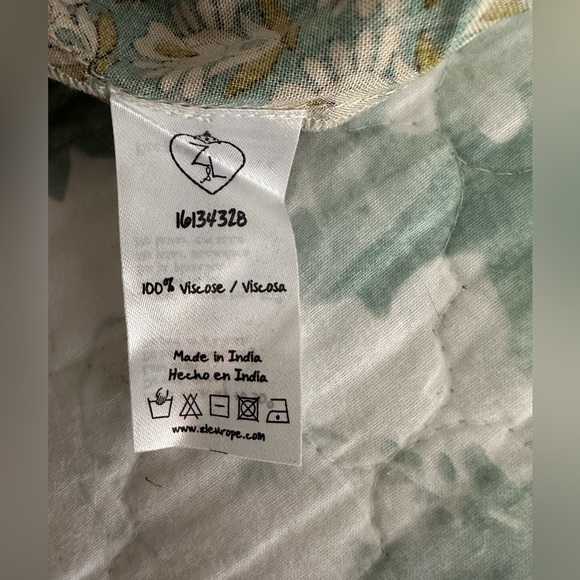 Z&L
16134328
100% Viscose / Viscosa
Made in India
Hecho en India
www.zleurope.com